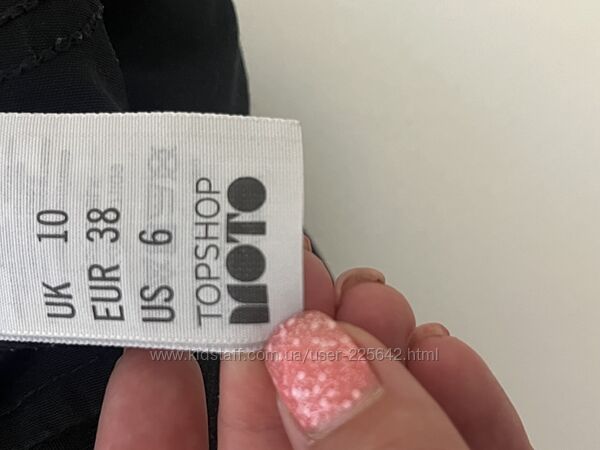 TOPSHOP
MOTO
UK 10
EUR 38
US 6
www.kidstaff.com.ua/user-225642.html